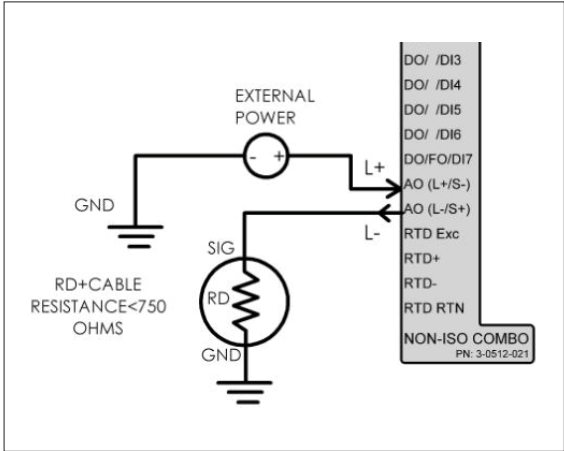 DO/ /DI3
DO/ /DI4
DO/ /DI5
DO/ /DI6
DO/FO/DI7
AO (L+/S-)
AO (L-/S+)
RTD Exc
RTD+
RTD-
RTD RTN
NON-ISO COMBO
PN: 3-0512-021
EXTERNAL
POWER
- +
L+
L-
GND
SIG
RD
GND
RD+CABLE
RESISTANCE<750
OHMS